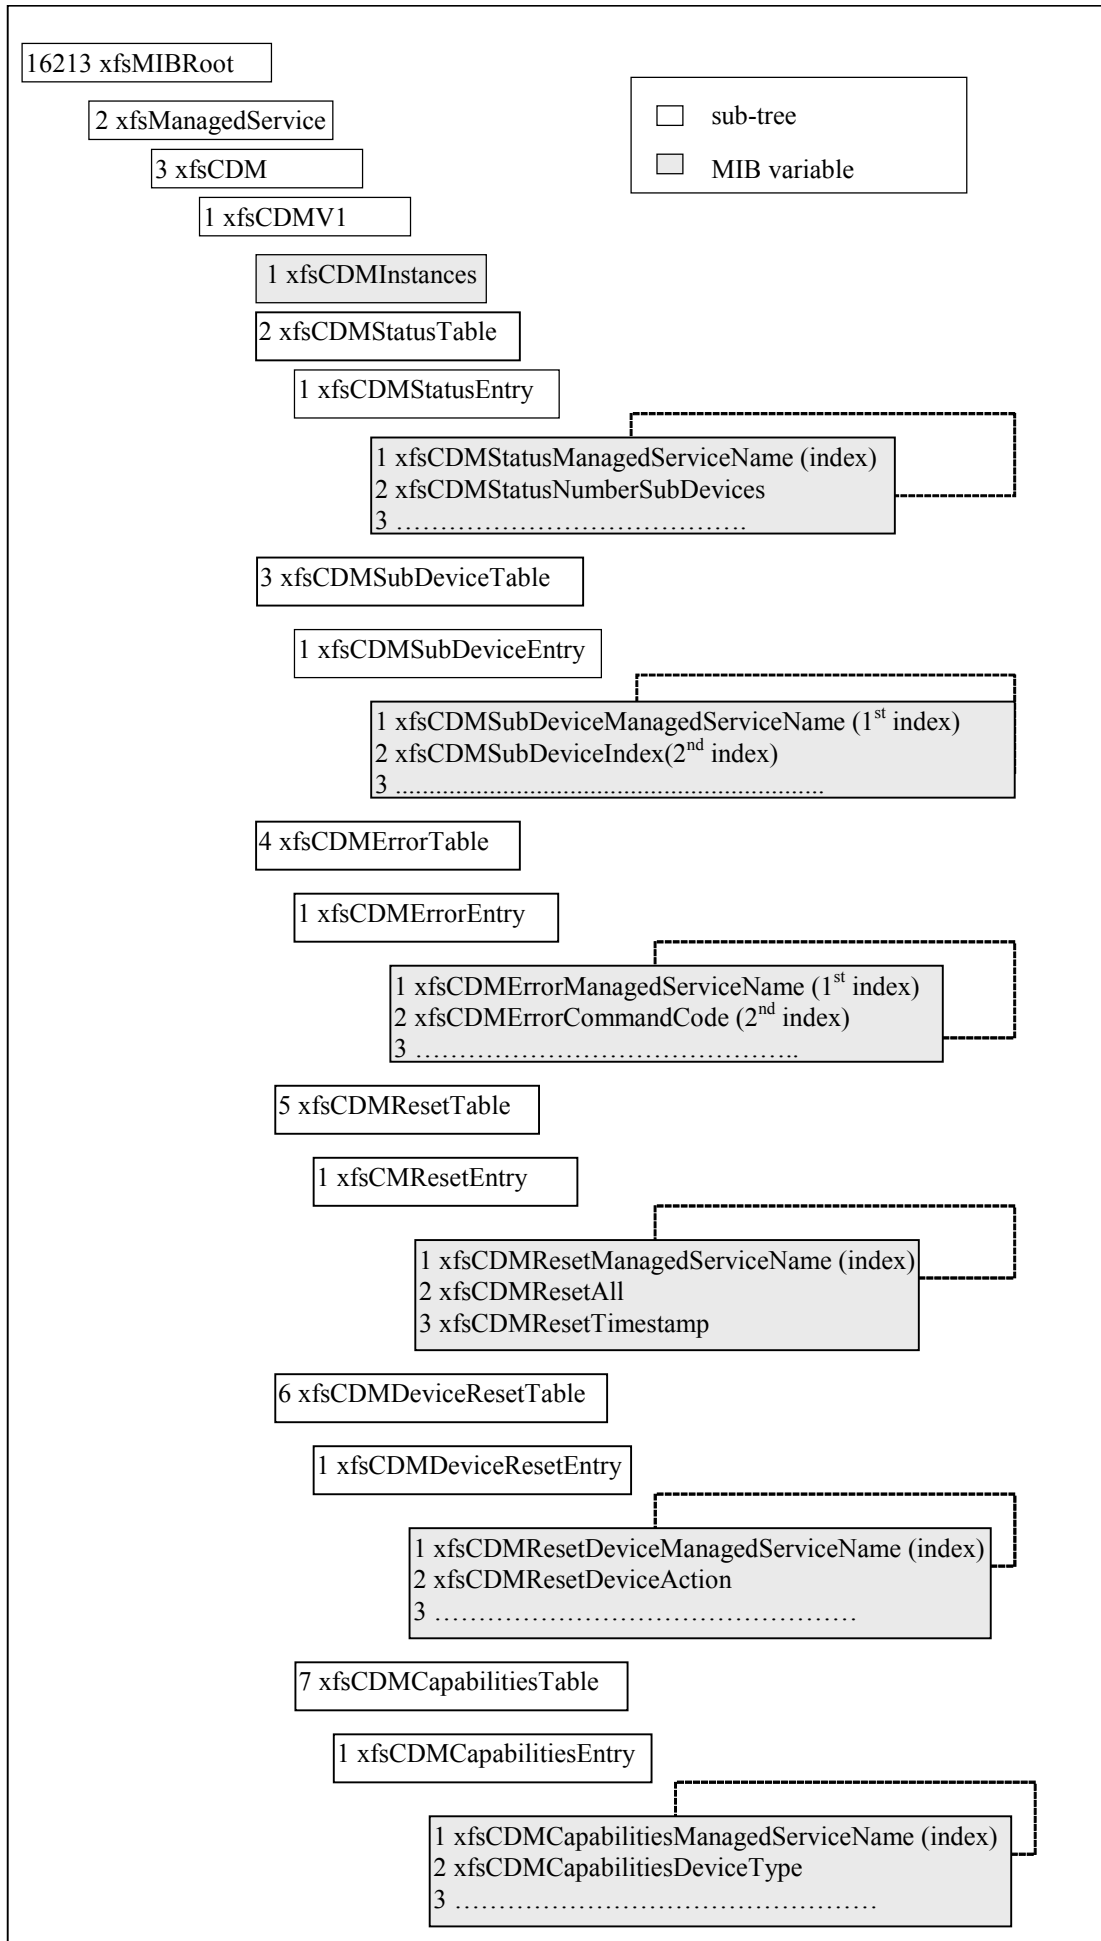 16213 xfsMIBRoot
sub-tree
2 xfsManagedService
3 xfsCDM
MIB variable
1 xfsCDMV1
1 xfsCDMInstances
2 xfsCDMStatusTable
1 xfsCDMStatusEntry
1 xfsCDMStatusManagedServiceName (index)
2 xfsCDMStatusNumberSubDevices
3 ………………………………….
3 xfsCDMSubDeviceTable
1 xfsCDMSubDeviceEntry
1 xfsCDMSubDeviceManagedServiceName (1st index)
2 xfsCDMSubDeviceIndex(2nd index)
3 ................................................................
4 xfsCDMErrorTable
1 xfsCDMErrorEntry
1 xfsCDMErrorManagedServiceName (1st index)
2 xfsCDMErrorCommandCode (2nd index)
3 ……………………………………..
5 xfsCDMResetTable
1 xfsCMResetEntry
1 xfsCDMResetManagedServiceName (index)
2 xfsCDMResetAll
3 xfsCDMResetTimestamp
6 xfsCDMDeviceResetTable
1 xfsCDMDeviceResetEntry
1 xfsCDMResetDeviceManagedServiceName (index)
2 xfsCDMResetDeviceAction
3 …………………………………………
7 xfsCDMCapabilitiesTable
1 xfsCDMCapabilitiesEntry
1 xfsCDMCapabilitiesManagedServiceName (index)
2 xfsCDMCapabilitiesDeviceType
3 …………………………………………